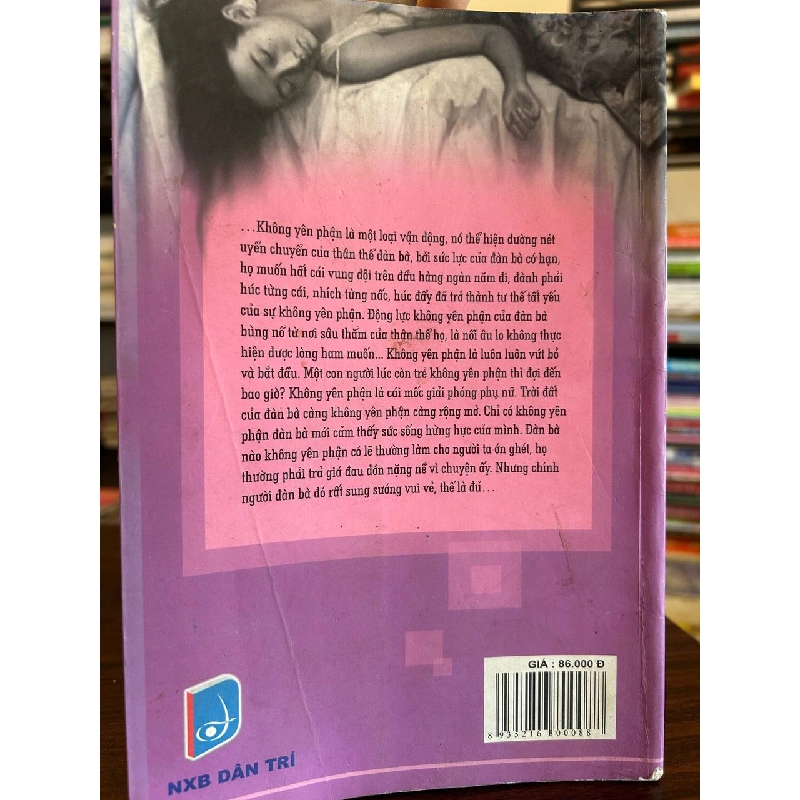 ...Không yên phận là một loại vận động, nó thể hiện đường nét
uyển chuyển của thân thể đàn bà, bởi sức lực của đàn bà có hạn,
họ muốn hất cái vung đội trên đầu hàng ngàn năm đi, đành phải
húc từng cái, nhích từng nấc, húc đẩy đã trở thành tư thế tất yếu
của sự không yên phận. Động lực không yên phận của đàn bà
bùng nổ từ nơi sâu thẳm của thân thể họ, là nỗi âu lo không thực
hiện được lòng ham muốn... Không yên phận là luôn luôn vứt bỏ
và bắt đầu. Một con người lúc còn trẻ không yên phận thì đợi đến
bao giờ? Không yên phận là cái mốc giải phóng phụ nữ. Trời đất
của đàn bà càng không yên phận càng rộng mở. Chỉ có không yên
phận đàn bà mới cảm thấy sức sống hừng hực của mình. Đàn bà
nào không yên phận có lẽ thường làm cho người ta oán ghét, họ
thường phải trả giá đau đớn nặng nề vì chuyện ấy. Nhưng chính
người đàn bà đó rất sung sướng vui vẻ, thế là đủ...
GIÁ : 86.000 Đ
8 935216 800088
NXB DÂN TRÍ